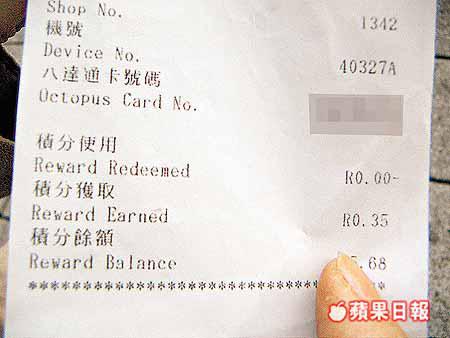 Shop No. 1342
機號
Device No. 40327A
八達通卡號碼
Octopus Card No.
積分使用
Reward Redeemed R0.00-
積分獲取
Reward Earned R0.35
積分餘額
Reward Balance .68
***********************************
蘋果日報